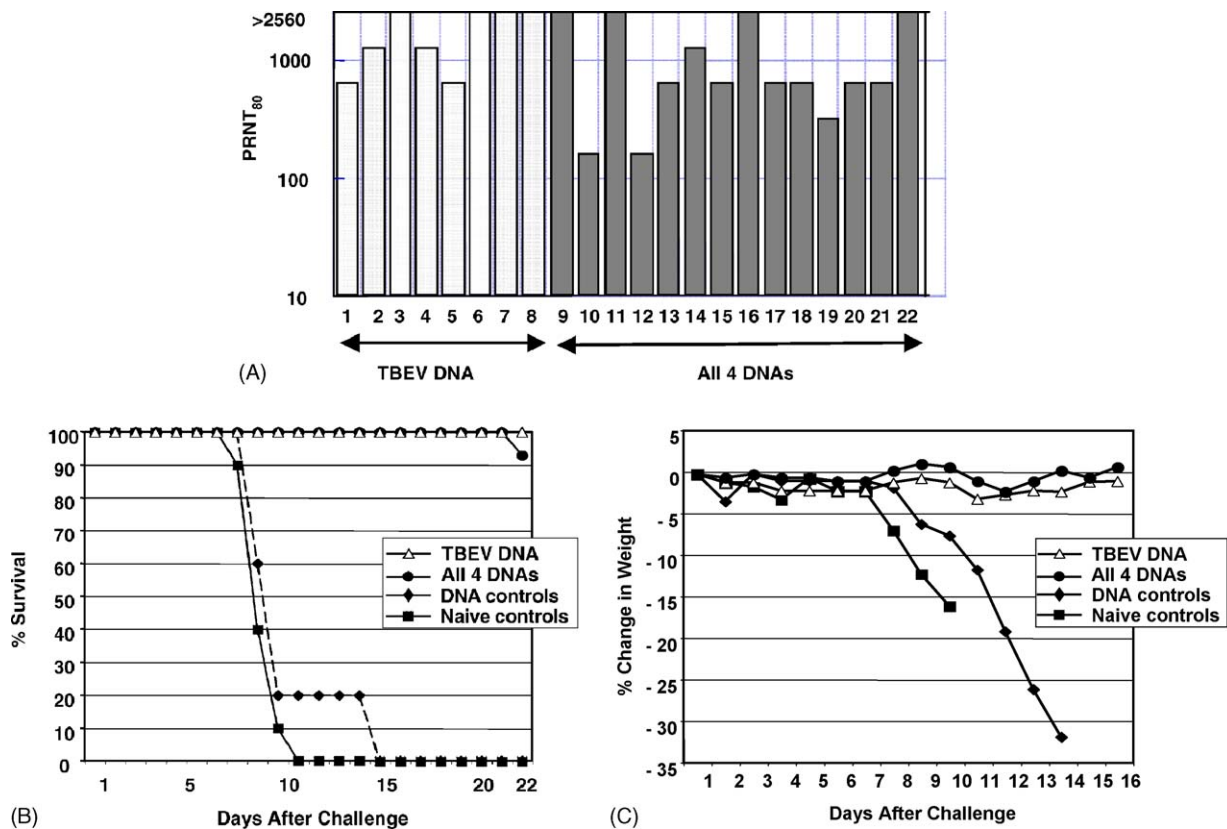 >2560
1000
100
10
PRNT80
1 2 3 4 5 6 7 8 9 10 11 12 13 14 15 16 17 18 19 20 21 22
TBEV DNA All 4 DNAs
(A)
100
90
80
70
60
50
40
30
20
10
0
% Survival
TBEV DNA
All 4 DNAs
DNA controls
Naive controls
1 5 10 15 20 22
Days After Challenge
(B)
5
0
- 5
- 10
- 15
- 20
- 25
- 30
- 35
% Change in Weight
TBEV DNA
All 4 DNAs
DNA controls
Naive controls
1 2 3 4 5 6 7 8 9 10 11 12 13 14 15 16
Days After Challenge
(C)